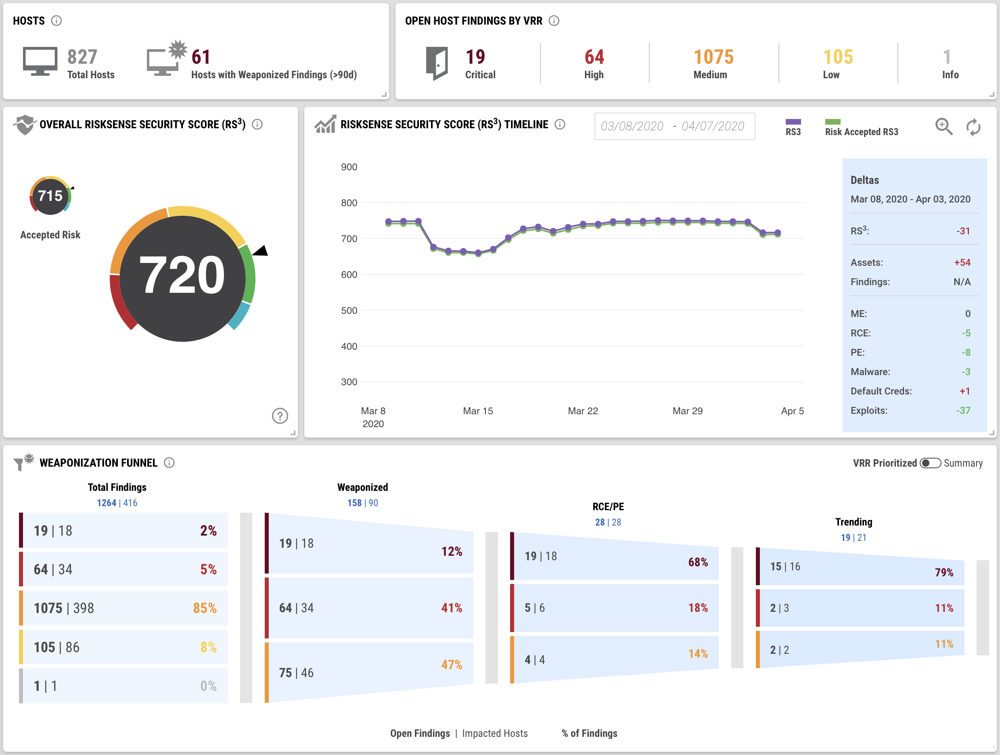 HOSTS
827
Total Hosts
61
Hosts with Weaponized Findings (>90d)
OPEN HOST FINDINGS BY VRR
19
Critical
64
High
1075
Medium
105
Low
1
Info
OVERALL RISKSENSE SECURITY SCORE (RS³)
715
Accepted Risk
720
?
RISKSENSE SECURITY SCORE (RS³) TIMELINE
03/08/2020 - 04/07/2020
RS3
Risk Accepted RS3
900
800
700
600
500
400
300
Mar 8
2020
Mar 15
Mar 22
Mar 29
Apr 5
Deltas
Mar 08, 2020 - Apr 03, 2020
RS³: -31
Assets: +54
Findings: N/A
ME: 0
RCE: -5
PE: -8
Malware: -3
Default Creds: +1
Exploits: -37
WEAPONIZATION FUNNEL
VRR Prioritized Summary
Total Findings
1264 | 416
19 | 18 2%
64 | 34 5%
1075 | 398 85%
105 | 86 8%
1 | 1 0%
Weaponized
158 | 90
19 | 18 12%
64 | 34 41%
75 | 46 47%
RCE/PE
28 | 28
19 | 18 68%
5 | 6 18%
4 | 4 14%
Trending
19 | 21
15 | 16 79%
2 | 3 11%
2 | 2 11%
Open Findings | Impacted Hosts % of Findings